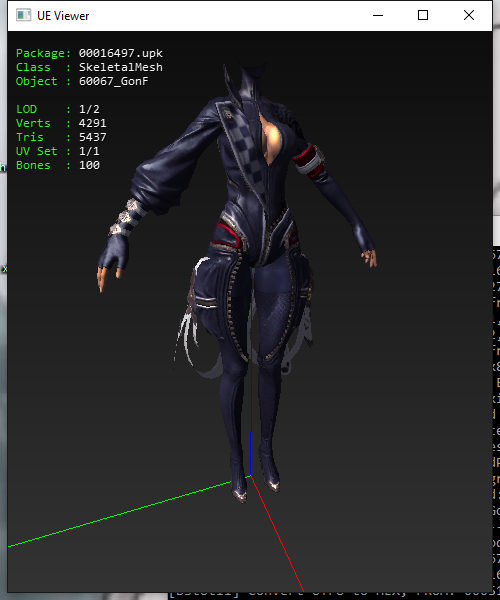 UE Viewer
Package: 00016497.upk
Class : SkeletalMesh
Object : 60067_GonF
LOD : 1/2
Verts : 4291
Tris : 5437
UV Set : 1/1
Bones : 100